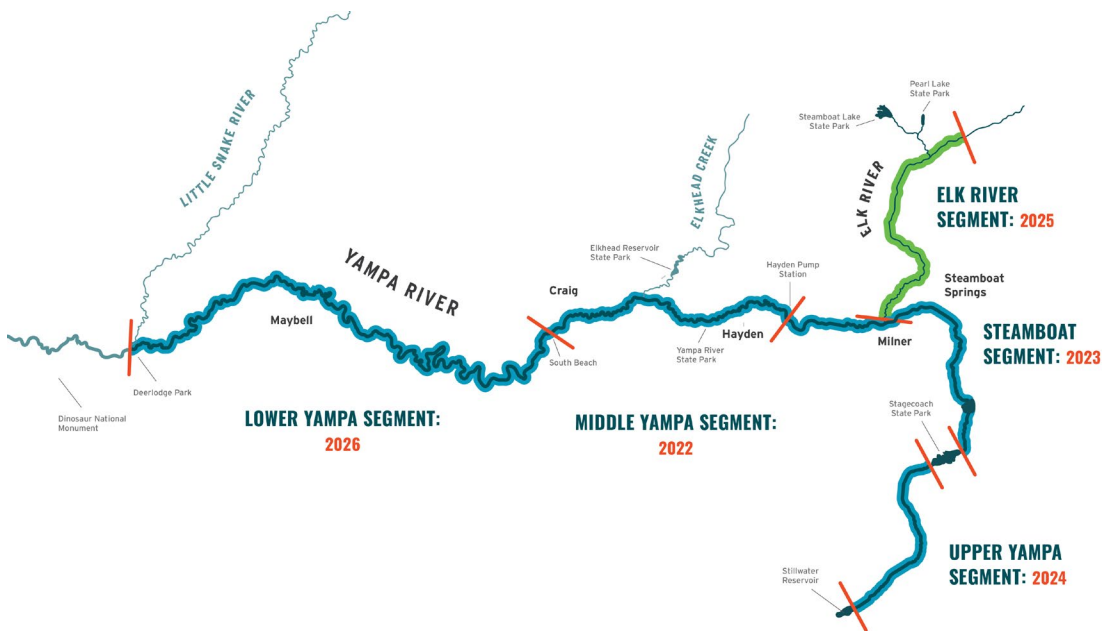 Pearl Lake
State Park
Steamboat Lake
State Park
LITTLE SNAKE RIVER
ELKHEAD CREEK
ELK RIVER
ELK RIVER
SEGMENT: 2025
Elkhead Reservoir
State Park
YAMPA RIVER
Hayden Pump
Station
Steamboat
Springs
Craig
Maybell
Hayden
Milner
STEAMBOAT
SEGMENT: 2023
Yampa River
State Park
South Beach
Deerlodge Park
Dinosaur National
Monument
LOWER YAMPA SEGMENT:
2026
MIDDLE YAMPA SEGMENT:
2022
Stagecoach
State Park
UPPER YAMPA
SEGMENT: 2024
Stillwater
Reservoir